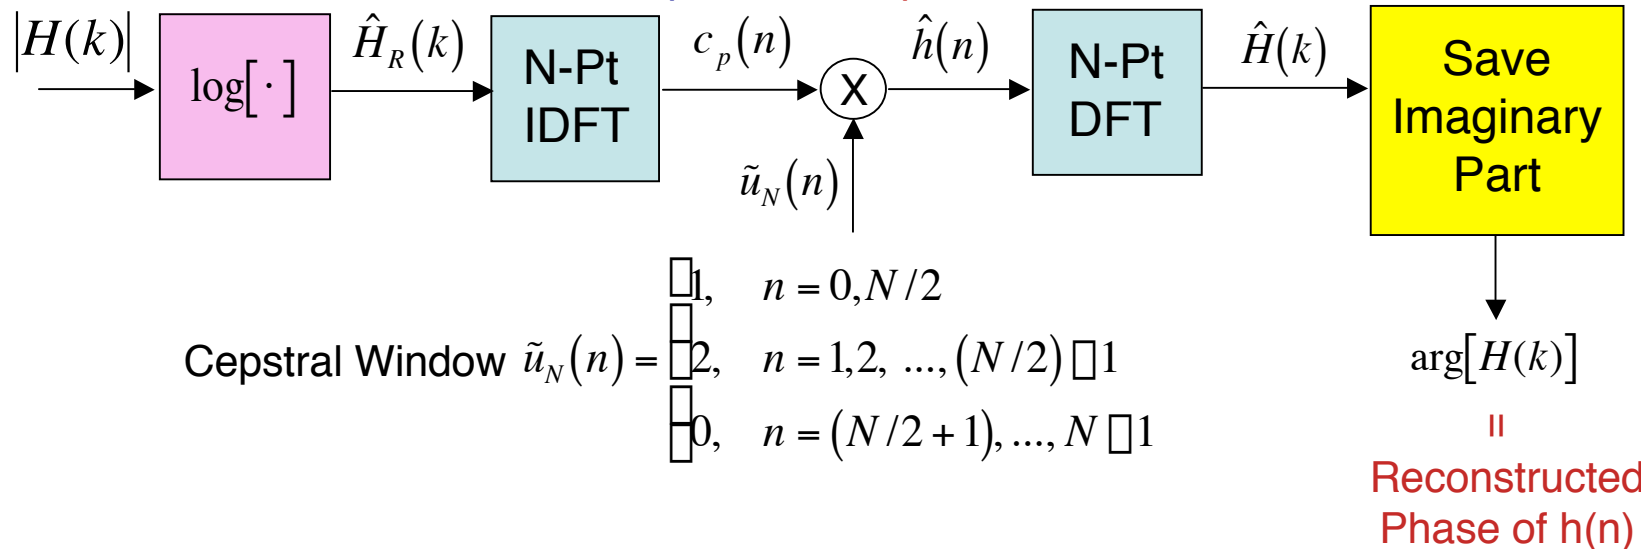 |H(k)|
log[·]
Ĥ_R(k)
N-Pt
IDFT
c_p(n)
X
ũ_N(n)
ĥ(n)
N-Pt
DFT
Ĥ(k)
Save
Imaginary
Part
Cepstral Window ũ_N(n) =
□1, n = 0,N/2
□2, n = 1,2, ...,(N/2) □1
□0, n = (N/2 + 1),..., N □1
arg[H(k)]
=
Reconstructed
Phase of h(n)